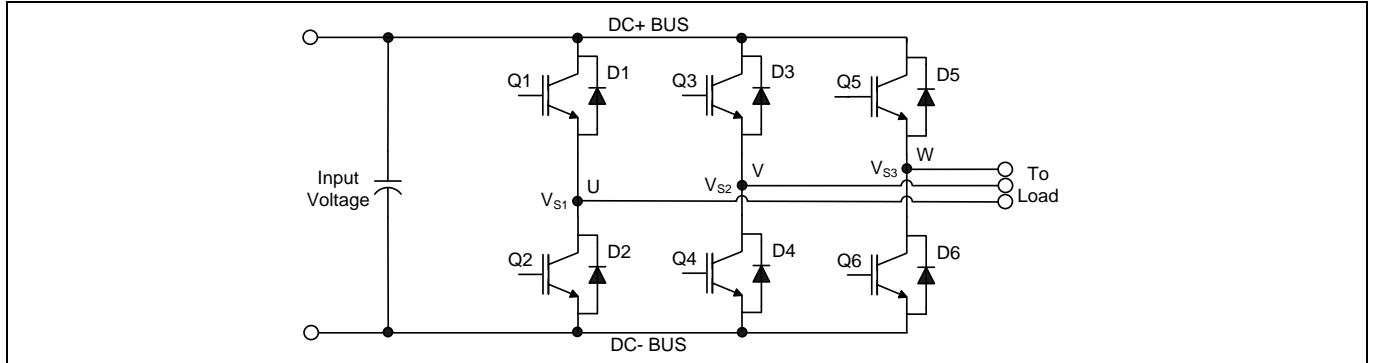 DC+ BUS
Q1
D1
Q3
D3
Q5
D5
Input
Voltage
VS1
U
VS2
V
VS3
W
To
Load
Q2
D2
Q4
D4
Q6
D6
DC- BUS